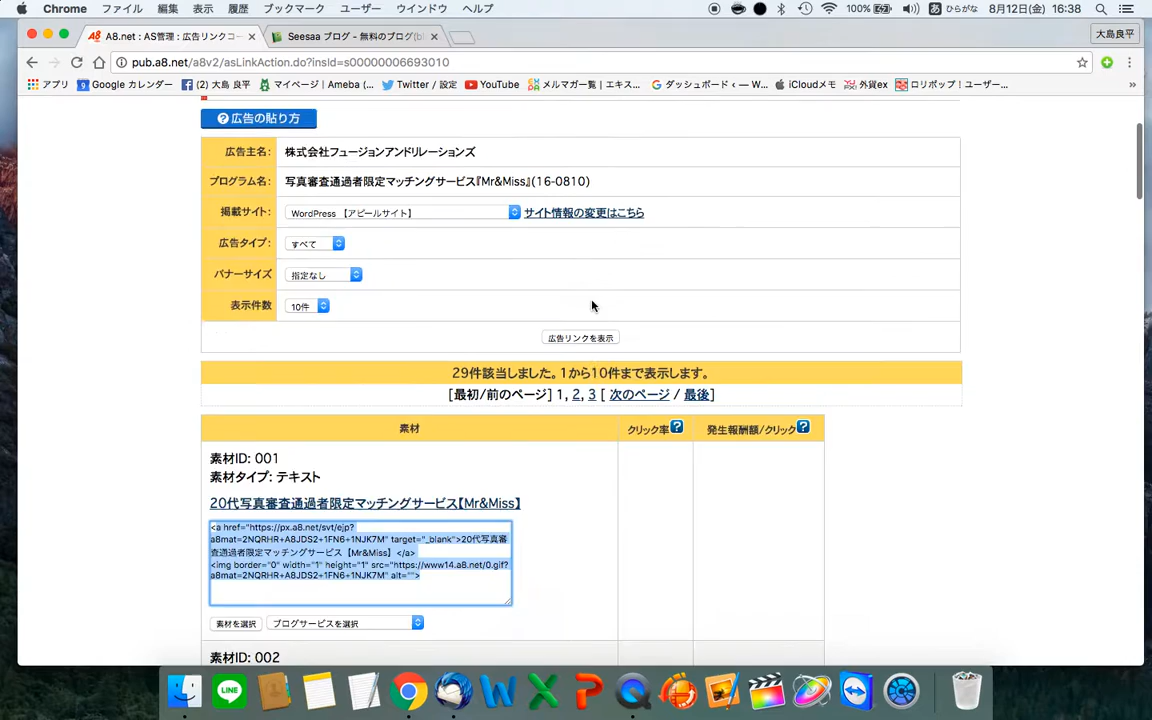 Chrome ファイル 編集 表示 履歴 ブックマーク ユーザー ウインドウ ヘルプ 100% あ ひらがな 8月12日(金) 16:38
A8.net : AS管理 : 広告リンクコー × Seesaa ブログ - 無料のブログ(bl × 大島良平
pub.a8.net/a8v2/asLinkAction.do?insId=s00000006693010
アプリ Google カレンダー (2) 大島 良平 マイページ | Ameba (... Twitter / 設定 YouTube メルマガ一覧 | エキス... ダッシュボード ‹ — W... iCloudメモ 外貨ex ロリポップ！ユーザー... »
広告の貼り方
広告主名: 株式会社フュージョンアンドリレーションズ
プログラム名: 写真審査通過者限定マッチングサービス『Mr&Miss』(16-0810)
掲載サイト: WordPress 【アピールサイト】 サイト情報の変更はこちら
広告タイプ: すべて
バナーサイズ 指定なし
表示件数 10件
広告リンクを表示
29件該当しました。1から10件まで表示します。
[最初/前のページ] 1, 2, 3 [ 次のページ / 最後]
素材 クリック率 ? 発生報酬額/クリック ?
素材ID: 001
素材タイプ: テキスト
20代写真審査通過者限定マッチングサービス【Mr&Miss】
<a href="https://px.a8.net/svt/ejp?
a8mat=2NQRHR+A8JDS2+1FN6+1NJK7M" target="_blank">20代写真審
査通過者限定マッチングサービス【Mr&Miss】</a>
<img border="0" width="1" height="1" src="https://www14.a8.net/0.gif?
a8mat=2NQRHR+A8JDS2+1FN6+1NJK7M" alt="">
素材を選択 ブログサービスを選択
素材ID: 002
LINE